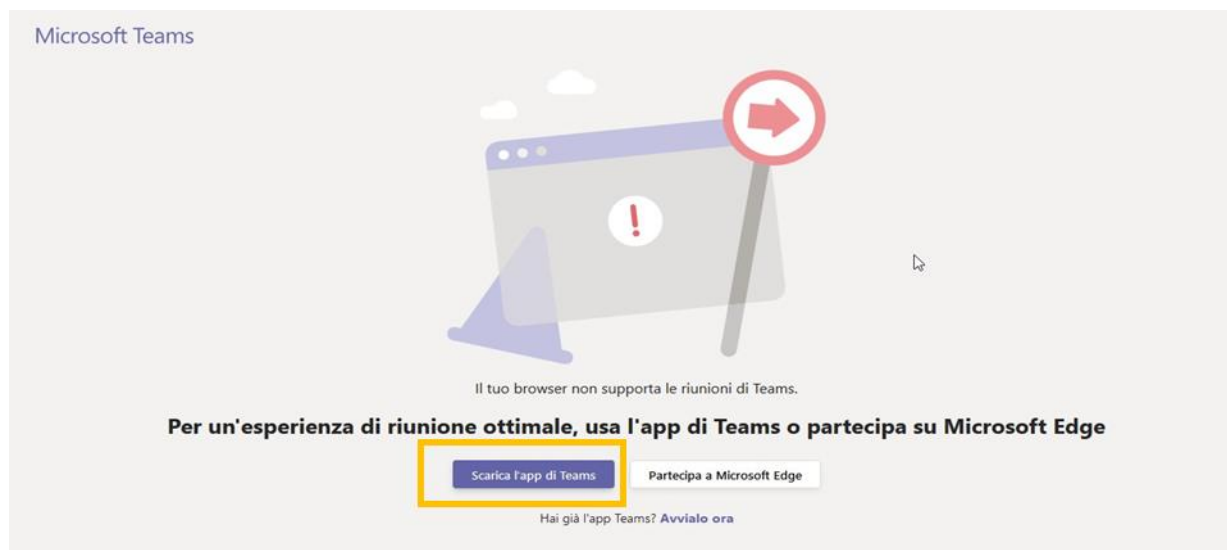 Microsoft Teams
Il tuo browser non supporta le riunioni di Teams.
Per un'esperienza di riunione ottimale, usa l'app di Teams o partecipa su Microsoft Edge
Scarica l'app di Teams
Partecipa a Microsoft Edge
Hai già l'app Teams? Avvialo ora